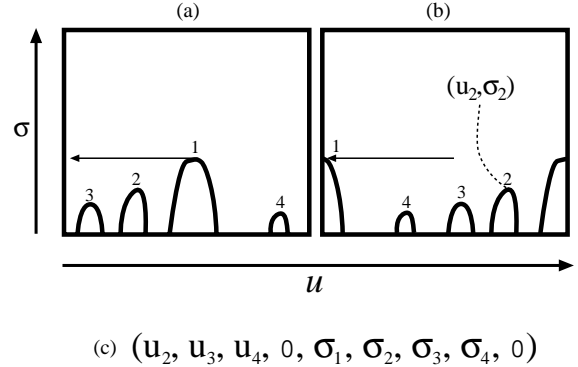 (a) (b)
(u₂,σ₂)
σ
1 1
3 2 4 4 3 2
u
(c) (u₂, u₃, u₄, 0, σ₁, σ₂, σ₃, σ₄, 0)